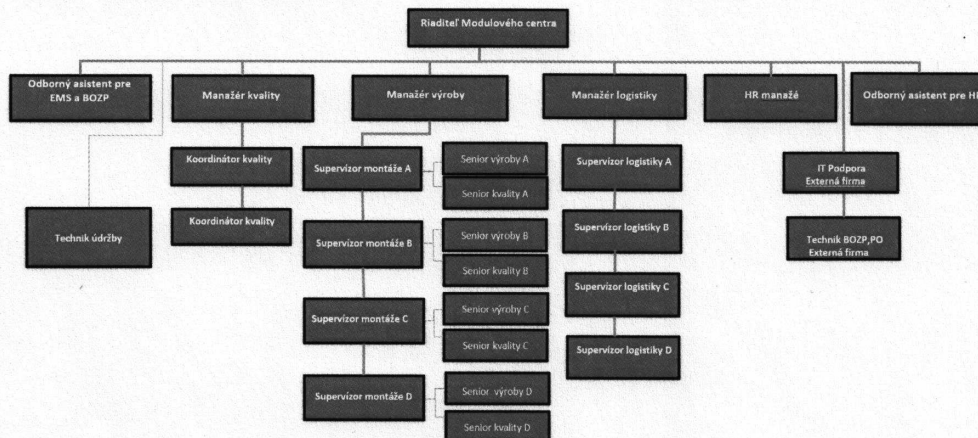 Riaditeľ Modulového centra
Odborný asistent pre
EMS a BOZP
Manažér kvality
Manažér výroby
Manažér logistiky
HR manažé
Odborný asistent pre HR
Koordinátor kvality
Koordinátor kvality
Technik údržby
Supervízor montáže A
Senior výroby A
Senior kvality A
Supervízor montáže B
Senior výroby B
Senior kvality B
Supervízor montáže C
Senior výroby C
Senior kvality C
Supervízor montáže D
Senior výroby D
Senior kvality D
Supervízor logistiky A
Supervízor logistiky B
Supervízor logistiky C
Supervízor logistiky D
IT Podpora
Externá firma
Technik BOZP,PO
Externá firma